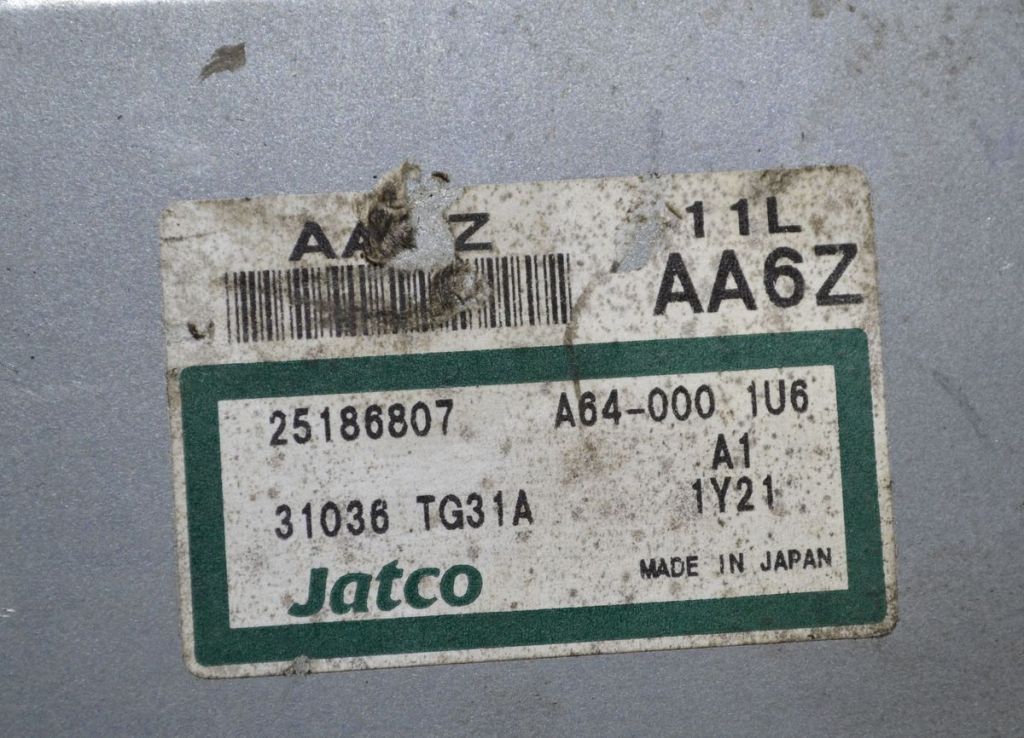 11L
AA6Z
25186807 A64-000 1U6
A1
31036 TG31A 1Y21
Jatco MADE IN JAPAN